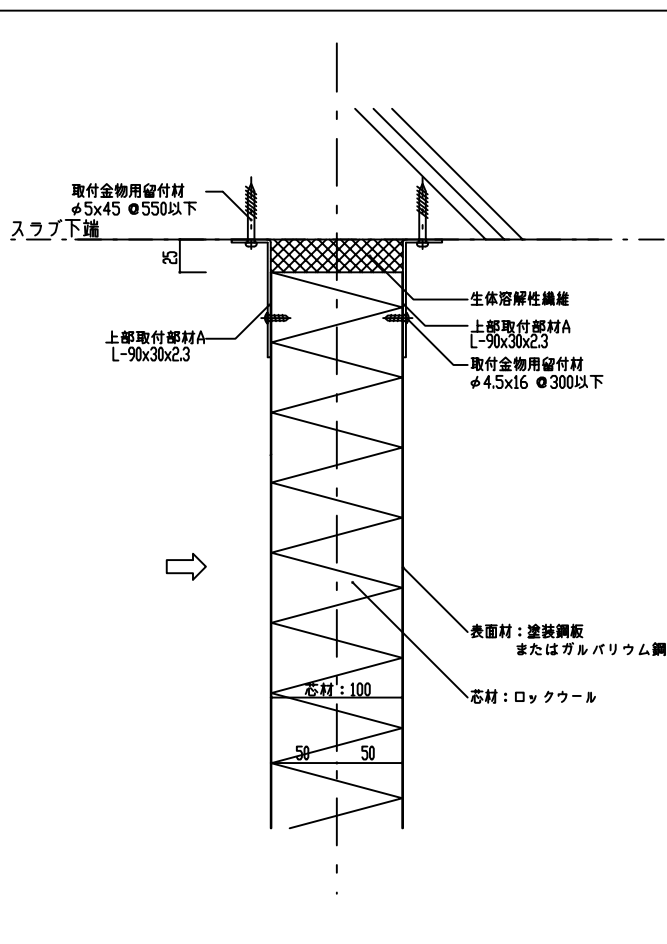 取付金物用留付材
φ5x45 @550以下
スラブ下端
25
生体溶解性繊維
上部取付部材A
L-90x30x2.3
上部取付部材A
L-90x30x2.3
取付金物用留付材
φ4.5x16 @300以下
表面材：塗装鋼板
またはガルバリウム鋼
芯材：100
芯材：ロックウール
50
50